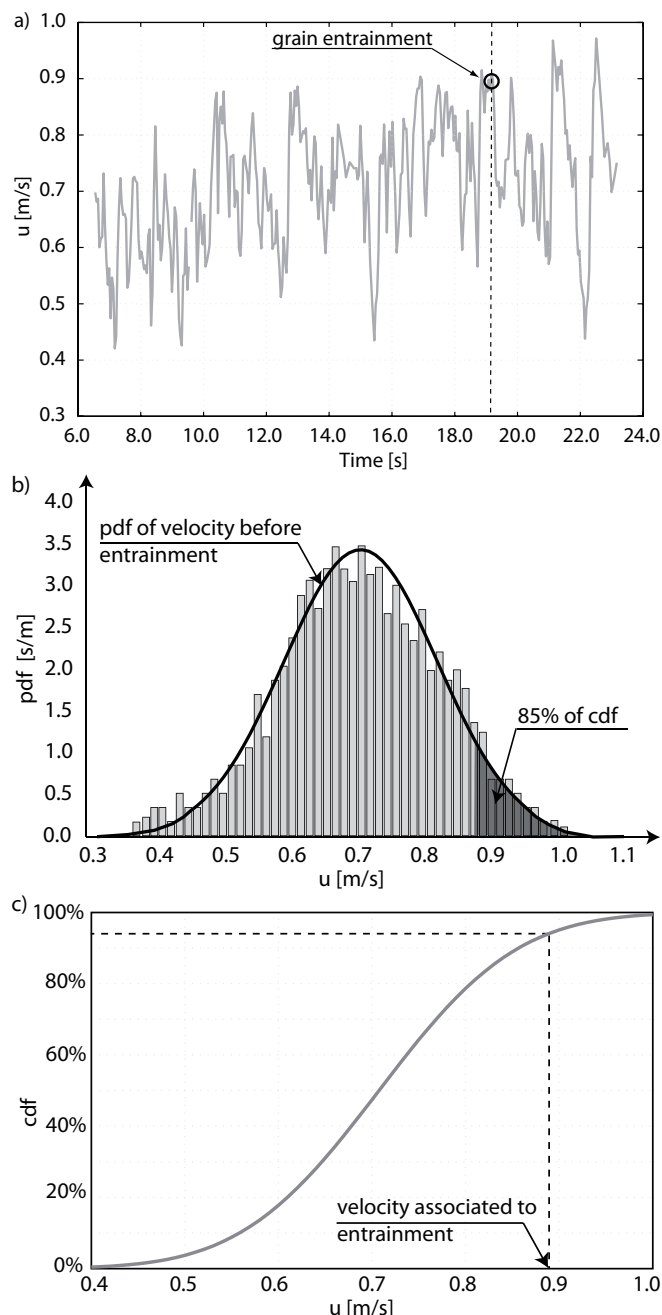 a)
1.0
grain entrainment
0.9
0.8
0.7
0.6
0.5
0.4
0.3
u [m/s]
6.0 8.0 10.0 12.0 14.0 16.0 18.0 20.0 22.0 24.0
Time [s]
b)
4.0
pdf of velocity before
entrainment
3.5
3.0
2.5
2.0
1.5
1.0
0.5
0.0
pdf [s/m]
85% of cdf
0.3 0.4 0.5 0.6 0.7 0.8 0.9 1.0 1.1
u [m/s]
c)
100%
80%
60%
40%
20%
0%
cdf
velocity associated to
entrainment
0.4 0.5 0.6 0.7 0.8 0.9 1.0
u [m/s]